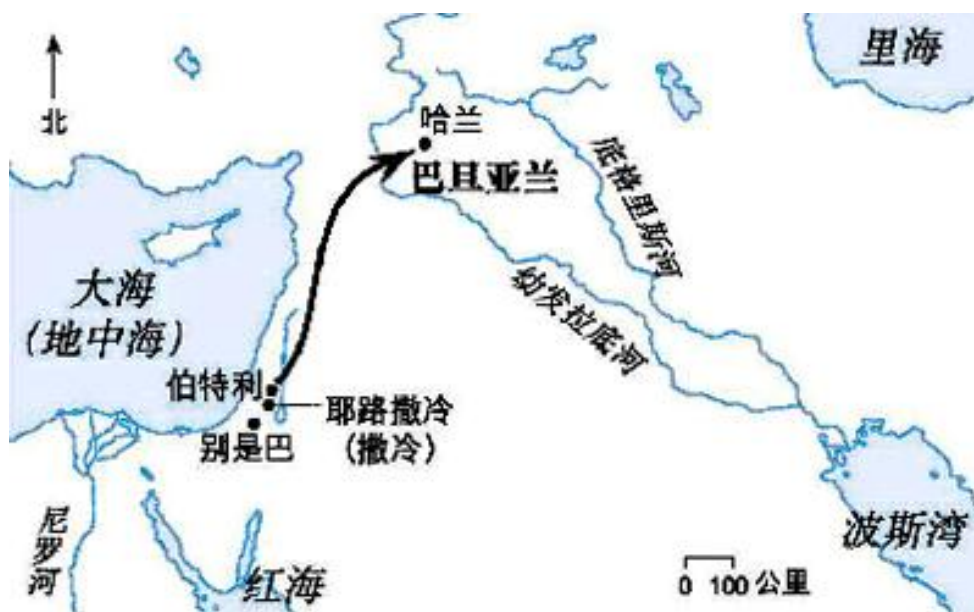 北
里海
哈兰
巴旦亚兰
底格里斯河
幼发拉底河
大海
(地中海)
伯特利
耶路撒冷
(撒冷)
别是巴
尼罗河
红海
波斯湾
0 100 公里